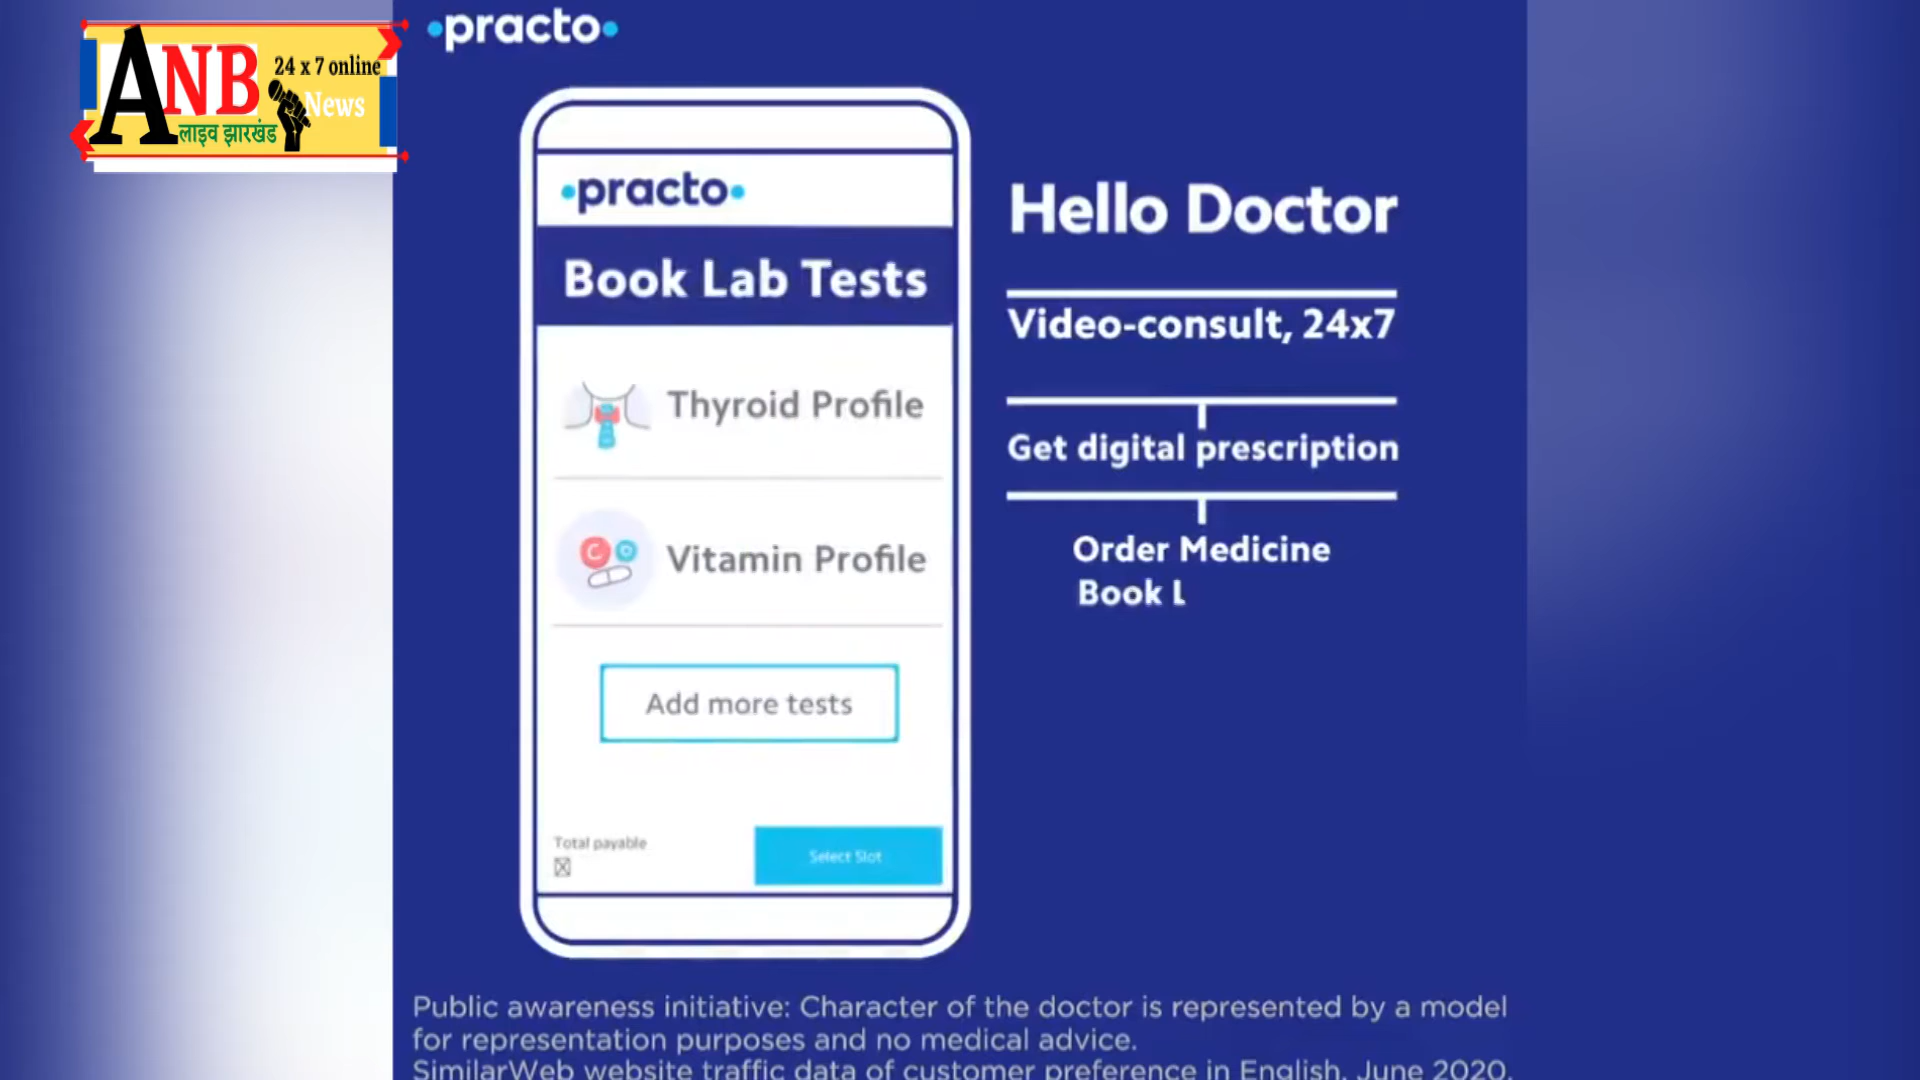 ANB
24 x 7 online
News
लाइव झारखंड
practo
practo
Book Lab Tests
Thyroid Profile
C
D
Vitamin Profile
Add more tests
Total payable
Select Slot
Hello Doctor
Video-consult, 24x7
Get digital prescription
Order Medicine
Book L
Public awareness initiative: Character of the doctor is represented by a model
for representation purposes and no medical advice.
SimilarWeb website traffic data of customer preference in English, June 2020.